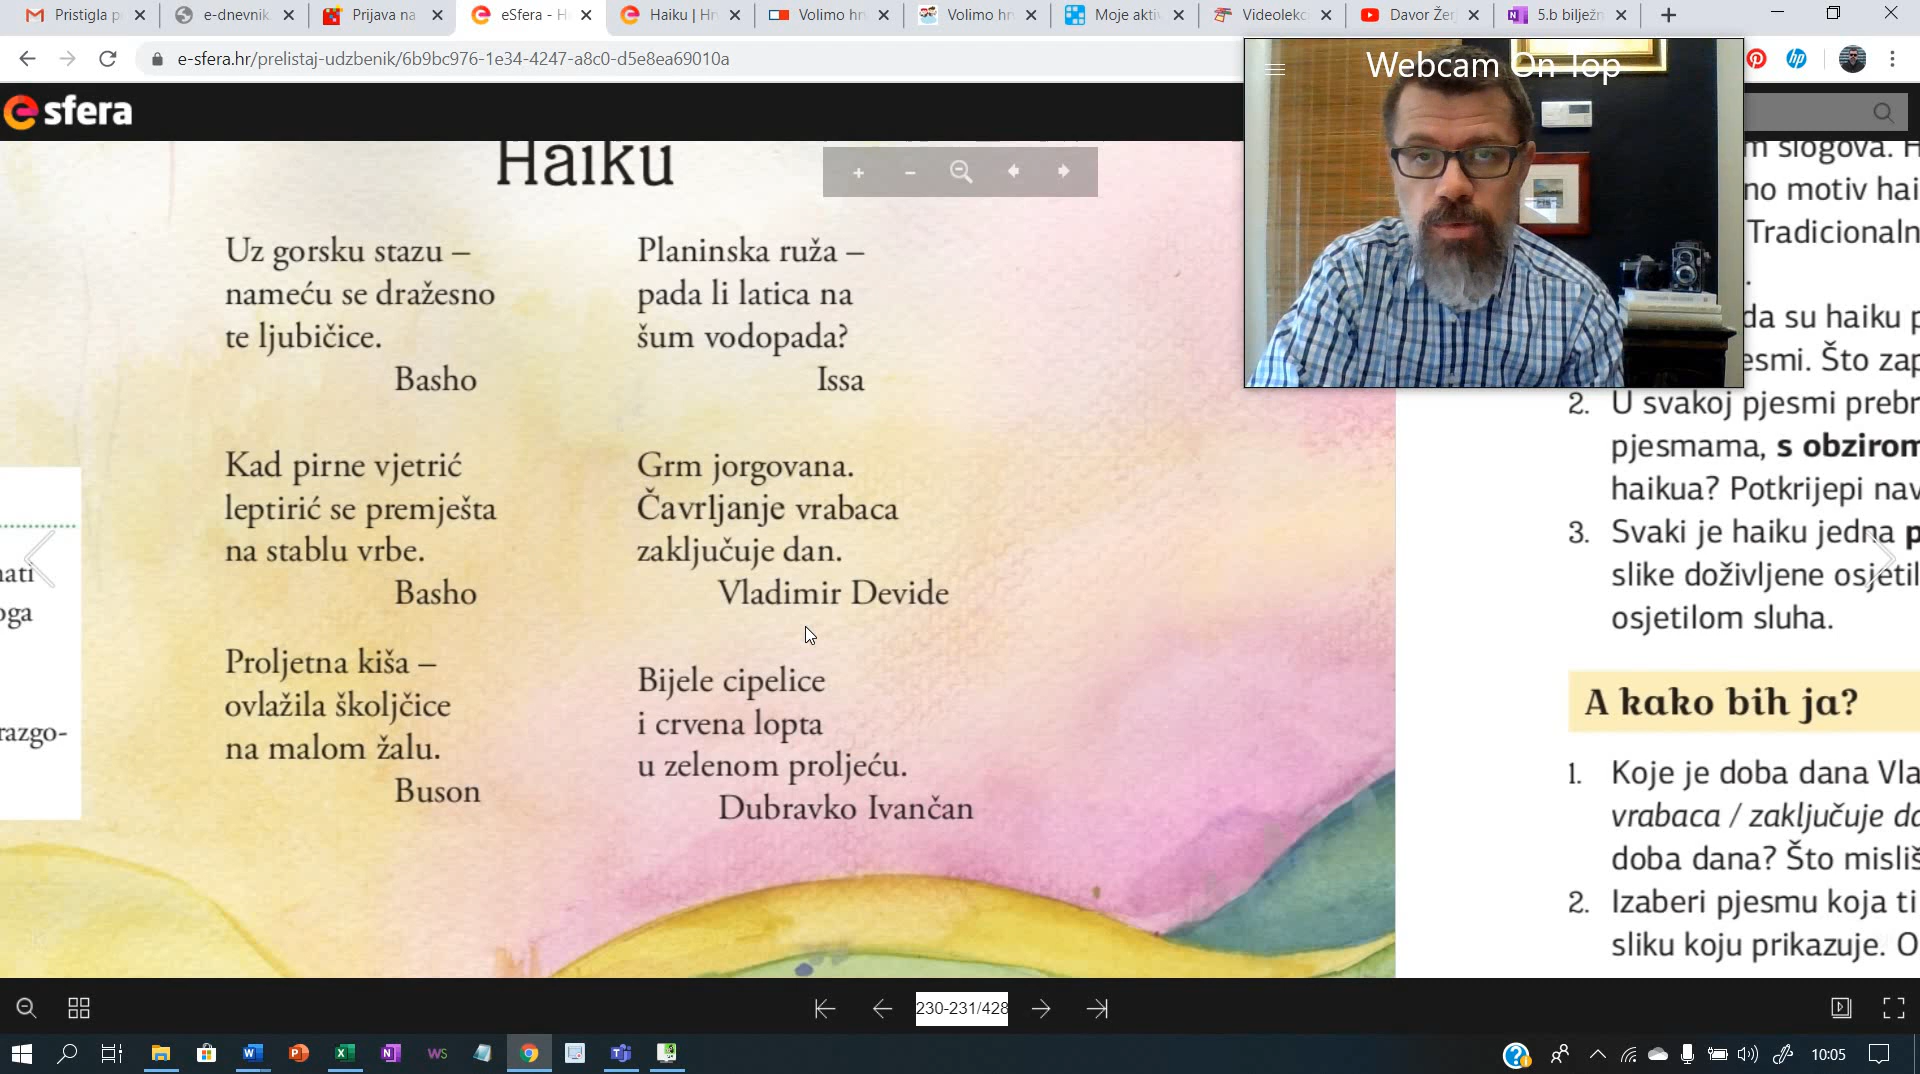 Pristigla p
e-dnevnik
Prijava na
eSfera - H
Haiku | Hr
Volimo hr
Volimo hr
Moje akti
Videolekc
Davor Žer
5.b bilježn
e-sfera.hr/prelistaj-udzbenik/6b9bc976-1e34-4247-a8c0-d5e8ea69010a
hp
Webcam On Top
e sfera
Haiku
Uz gorsku stazu –
nameću se dražesno
te ljubičice.
Basho
Kad pirne vjetrić
leptirić se premješta
na stablu vrbe.
Basho
Proljetna kiša –
ovlažila školjčice
na malom žalu.
Buson
Planinska ruža –
pada li latica na
šum vodopada?
Issa
Grm jorgovana.
Čavrljanje vrabaca
zaključuje dan.
Vladimir Devide
Bijele cipelice
i crvena lopta
u zelenom proljeću.
Dubravko Ivančan
nati
oga
razgo-
m slogova. H
no motiv hai
Tradicionaln
da su haiku p
esmi. Što zap
2. U svakoj pjesmi prebr
pjesmama, s obzirom
haikua? Potkrijepi nav
3. Svaki je haiku jedna p
slike doživljene osjetil
osjetilom sluha.
A kako bih ja?
1. Koje je doba dana Vla
vrabaca / zaključuje da
doba dana? Što misliš
2. Izaberi pjesmu koja ti
sliku koju prikazuje. O
230-231/428
WS
10:05